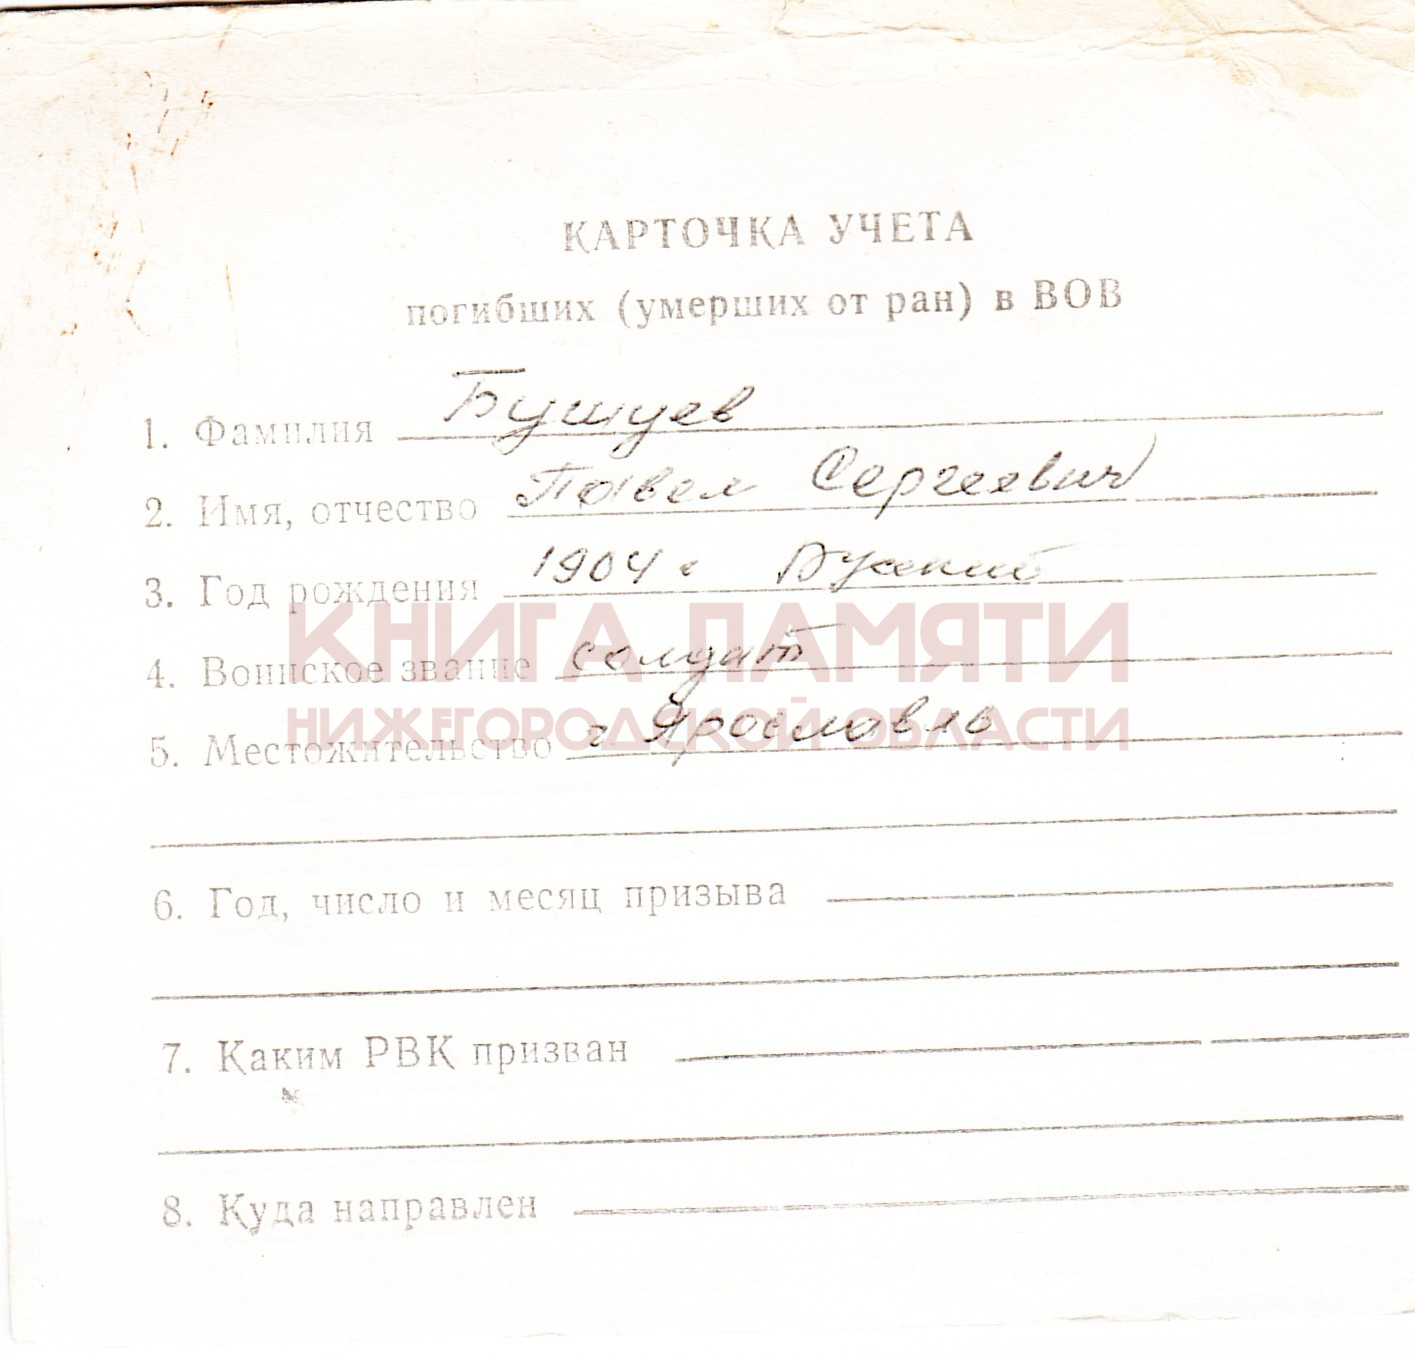 КАРТОЧКА УЧЕТА
погибших (умерших от ран) в ВОВ
1. Фамилия Бушуев
2. Имя, отчество Павел Сергеевич
3. Год рождения 1904 г Русский
КНИГА ПАМЯТИ
4. Воинское звание солдат
НИЖЕГОРОДСКОЙ ОБЛАСТИ
5. Местожительство г Ярославль
6. Год, число и месяц призыва
7. Каким РВК призван
8. Куда направлен